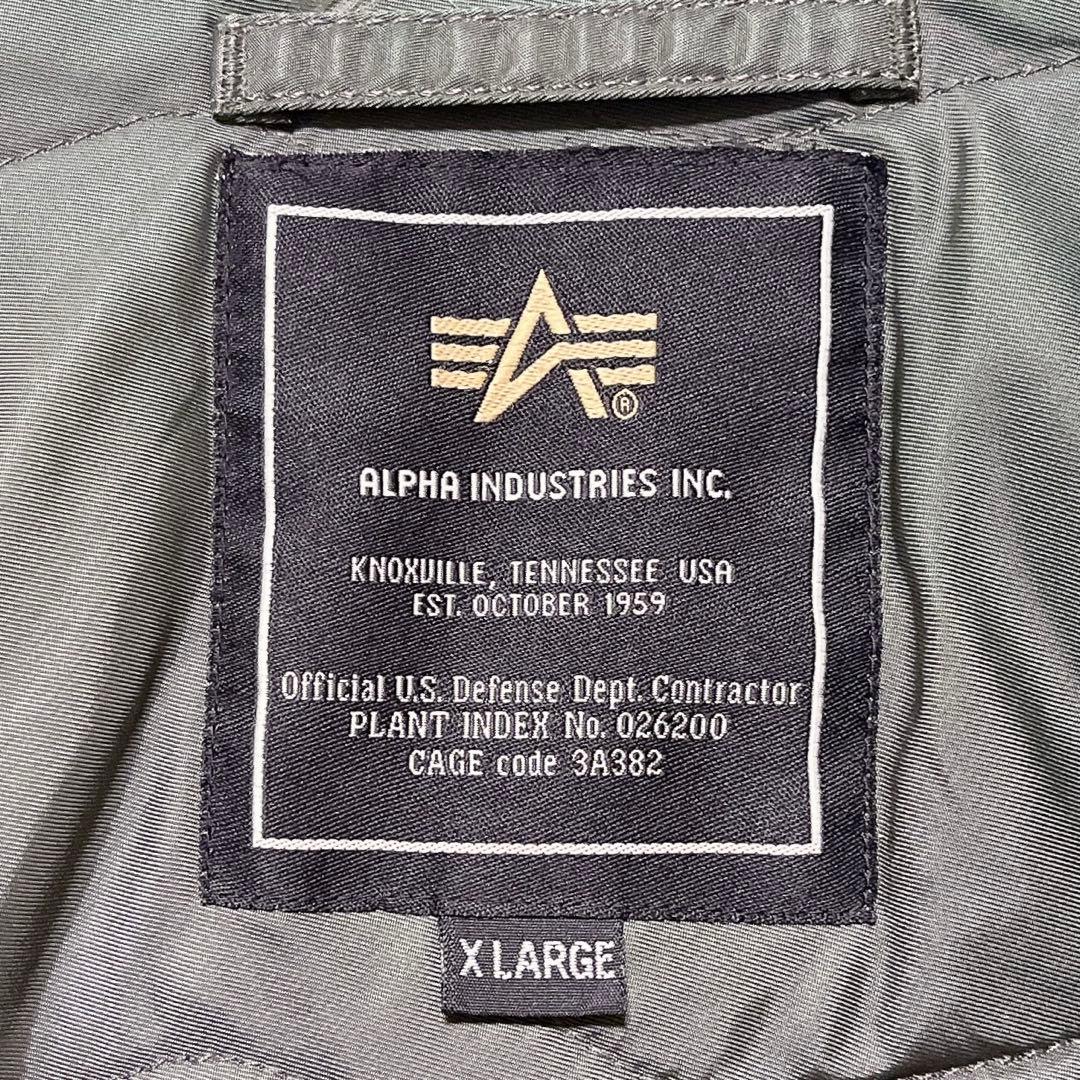 ®
ALPHA INDUSTRIES INC.
KNOXVILLE, TENNESSEE USA
EST. OCTOBER 1959
Official U.S. Defense Dept. Contractor
PLANT INDEX No. 026200
CAGE code 3A382
X LARGE